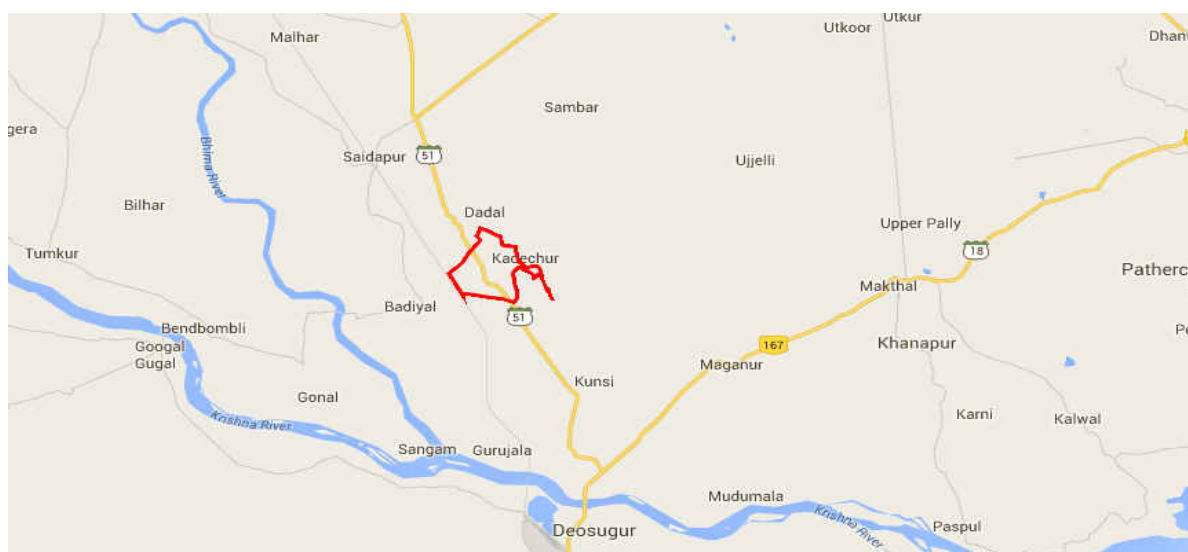 Utkur
Utkoor
Malhar
Dhanv
Sambar
gera
Saidapur
51
Ujjelli
Bhima River
Bilhar
Dadal
Upper Pally
Tumkur
Kadechur
18
Patherc
Makthal
Badiyal
51
Bendbombli
Googal
Gugal
167
Khanapur
Pe
Maganur
Kunsi
Gonal
Krishna River
Karni
Kalwal
Sangam
Gurujala
Mudumala
Krishna River
Deosugur
Paspul